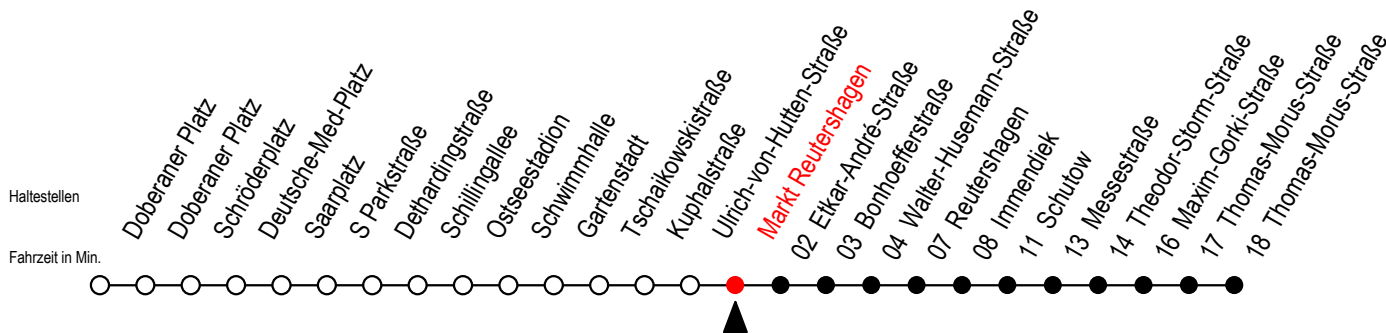 Haltestellen
Doberaner Platz
Doberaner Platz
Schröderplatz
Deutsche-Med-Platz
Saarplatz
S Parkstraße
Dethardingstraße
Schillingallee
Ostseestadion
Schwimmhalle
Gartenstadt
Tschaikowskistraße
Kuphalstraße
Ulrich-von-Hutten-Straße
Markt Reutershagen
02 Etkar-André-Straße
03 Bonhoefferstraße
04 Walter-Husemann-Straße
07 Reutershagen
08 Immendiek
11 Schutow
13 Messestraße
14 Theodor-Storm-Straße
16 Maxim-Gorki-Straße
17 Thomas-Morus-Straße
18 Thomas-Morus-Straße
Fahrzeit in Min.